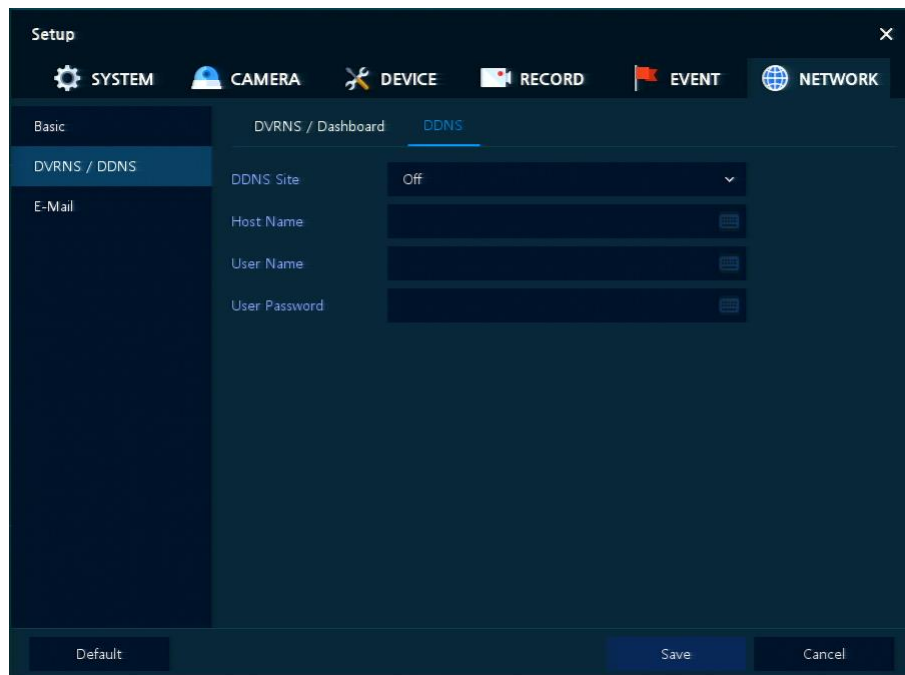 Setup
SYSTEM CAMERA DEVICE RECORD EVENT NETWORK
Basic
DVRNS / DDNS
E-Mail
DVRNS / Dashboard DDNS
DDNS Site Off
Host Name
User Name
User Password
Default Save Cancel